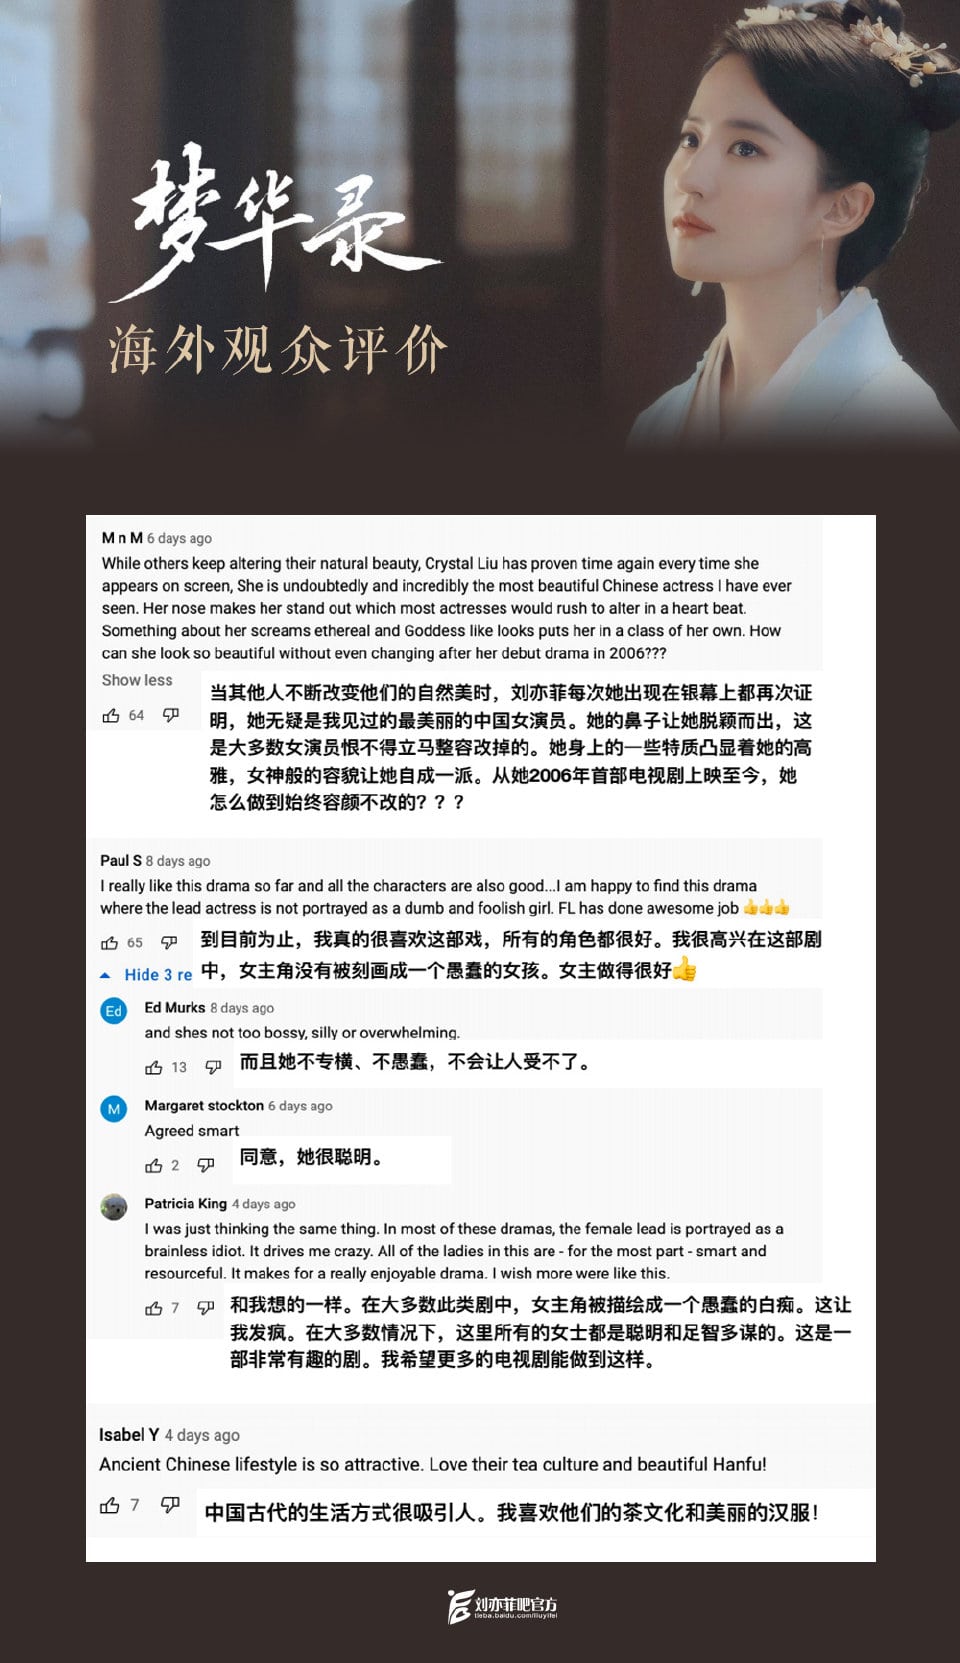 梦华录
海外观众评价
M n M 6 days ago
While others keep altering their natural beauty, Crystal Liu has proven time again every time she
appears on screen, She is undoubtedly and incredibly the most beautiful Chinese actress I have ever
seen. Her nose makes her stand out which most actresses would rush to alter in a heart beat.
Something about her screams ethereal and Goddess like looks puts her in a class of her own. How
can she look so beautiful without even changing after her debut drama in 2006???
Show less
64
当其他人不断改变他们的自然美时，刘亦菲每次她出现在银幕上都再次证
明，她无疑是我见过的最美丽的中国女演员。她的鼻子让她脱颖而出，这
是大多数女演员恨不得立马整容改掉的。她身上的一些特质凸显着她的高
雅，女神般的容貌让她自成一派。从她2006年首部电视剧上映至今，她
怎么做到始终容颜不改的？？？
Paul S 8 days ago
I really like this drama so far and all the characters are also good...I am happy to find this drama
where the lead actress is not portrayed as a dumb and foolish girl. FL has done awesome job 👍👍👍
65
到目前为止，我真的很喜欢这部戏，所有的角色都很好。我很高兴在这部剧
中，女主角没有被刻画成一个愚蠢的女孩。女主做得很好👍
Hide 3 re
Ed
Ed Murks 8 days ago
and shes not too bossy, silly or overwhelming.
13
而且她不专横、不愚蠢，不会让人受不了。
M
Margaret stockton 6 days ago
Agreed smart
2
同意，她很聪明。
Patricia King 4 days ago
I was just thinking the same thing. In most of these dramas, the female lead is portrayed as a
brainless idiot. It drives me crazy. All of the ladies in this are - for the most part - smart and
resourceful. It makes for a really enjoyable drama. I wish more were like this.
7
和我想的一样。在大多数此类剧中，女主角被描绘成一个愚蠢的白痴。这让
我发疯。在大多数情况下，这里所有的女士都是聪明和足智多谋的。这是一
部非常有趣的剧。我希望更多的电视剧能做到这样。
Isabel Y 4 days ago
Ancient Chinese lifestyle is so attractive. Love their tea culture and beautiful Hanfu!
7
中国古代的生活方式很吸引人。我喜欢他们的茶文化和美丽的汉服！
刘亦菲吧官方
tieba.baidu.com/liuyifei